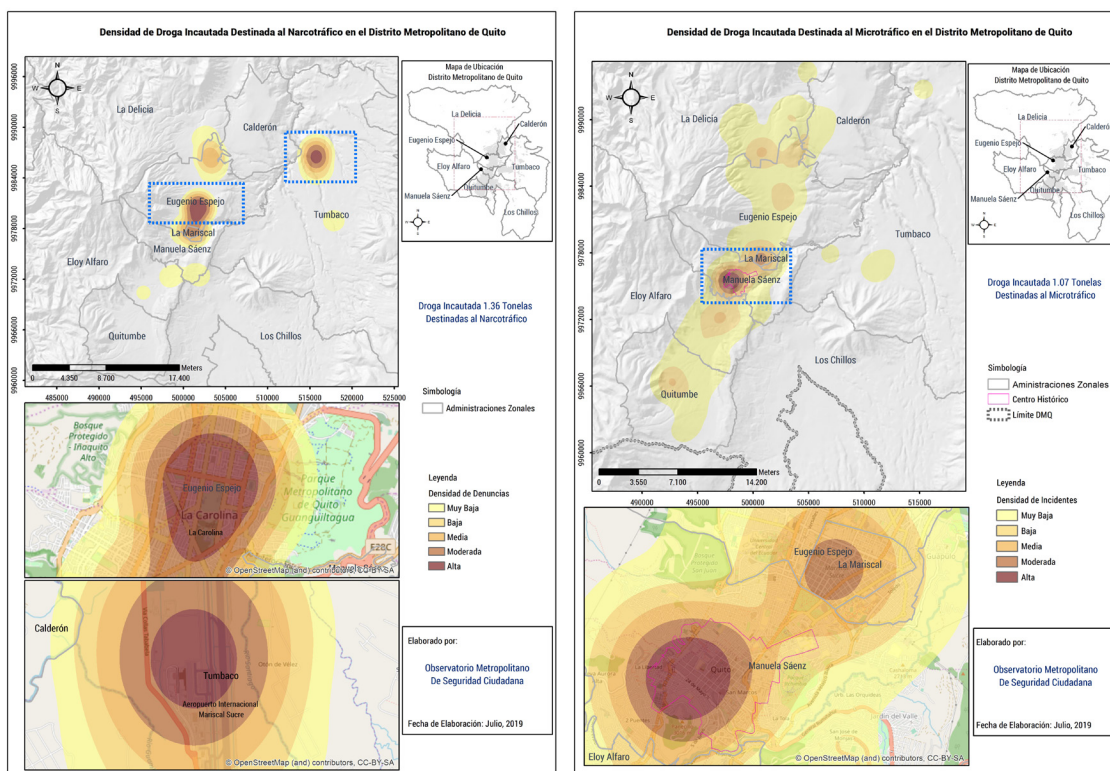 Densidad de Droga Incautada Destinada al Narcotráfico en el Distrito Metropolitano de Quito
9996000
9990000
9984000
9978000
9972000
9966000
9960000
N
W
E
S
La Delicia
Calderón
Eugenio Espejo
La Mariscal
Manuela Sáenz
Tumbaco
Eloy Alfaro
Quitumbe
Los Chillos
Meters
0 4.350 8.700 17.400
485000 490000 495000 500000 505000 510000 515000 520000 525000
Mapa de Ubicación
Distrito Metropolitano de Quito
La Delicia
Calderón
Eugenio Espejo
Eloy Alfaro
Tumbaco
Manuela Sáenz
Quitumbe
Los Chillos
Droga Incautada 1.36 Tonelas
Destinadas al Narcotráfico
Simbología
Administraciones Zonales
Leyenda
Densidad de Denuncias
Muy Baja
Baja
Media
Moderada
Alta
Bosque
Protegido -
Iñaquito
Alto
Eugenio Espejo
La Carolina
La Carolina
Parque
Metropolitano
de Quito
Guangüiltagua
E28C
© OpenStreetMap (and) contributors, CC-BY-SA
Calderón
Tumbaco
Aeropuerto Internacional
Mariscal Sucre
© OpenStreetMap (and) contributors, CC-BY-SA
Elaborado por:
Observatorio Metropolitano
De Seguridad Ciudadana
Fecha de Elaboración: Julio, 2019
Densidad de Droga Incautada Destinada al Microtráfico en el Distrito Metropolitano de Quito
9990000
9984000
9978000
9972000
9966000
9960000
N
W
E
S
La Delicia
Calderón
Eugenio Espejo
Tumbaco
La Mariscal
Manuela Sáenz
Eloy Alfaro
Los Chillos
Quitumbe
Meters
0 3.550 7.100 14.200
490000 495000 500000 505000 510000 515000
Mapa de Ubicación
Distrito Metropolitano de Quito
La Delicia
Calderón
Eugenio Espejo
Eloy Alfaro
Tumbaco
Quitumbe
Manuela Sáenz
Los Chillos
Droga Incautada 1.07 Tonelas
Destinadas al Microtráfico
Simbología
Aministraciones Zonales
Centro Histórico
Límite DMQ
Leyenda
Densidad de Incidentes
Muy Baja
Baja
Media
Moderada
Alta
Eugenio Espejo
La Mariscal
Guápulo
Quito
Manuela Sáenz
La Libertad
Jardín del Valle
Eloy Alfaro
© OpenStreetMap (and) contributors, CC-BY-SA
Elaborado por:
Observatorio Metropolitano
De Seguridad Ciudadana
Fecha de Elaboración: Julio, 2019